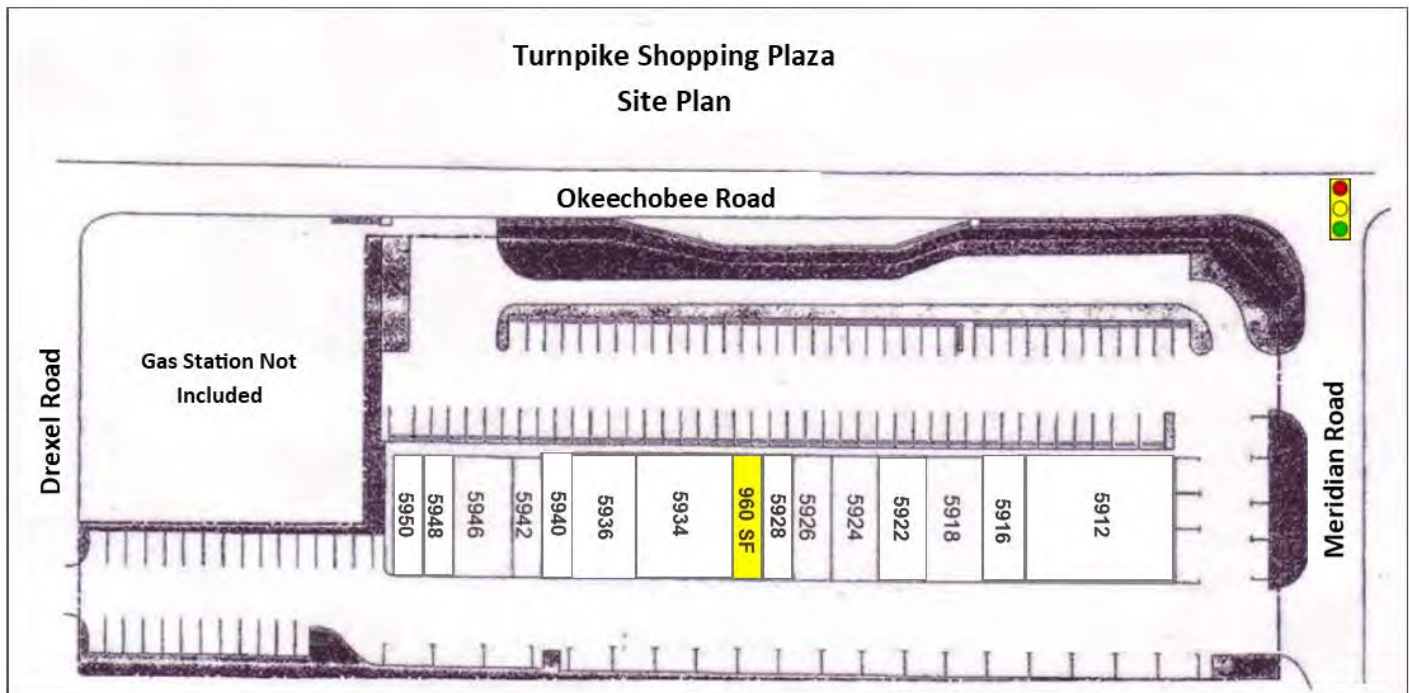 Turnpike Shopping Plaza
Site Plan
Okeechobee Road
Gas Station Not
Included
Drexel Road
Meridian Road
5950
5948
5946
5942
5940
5936
5934
960 SF
5928
5926
5924
5922
5918
5916
5912